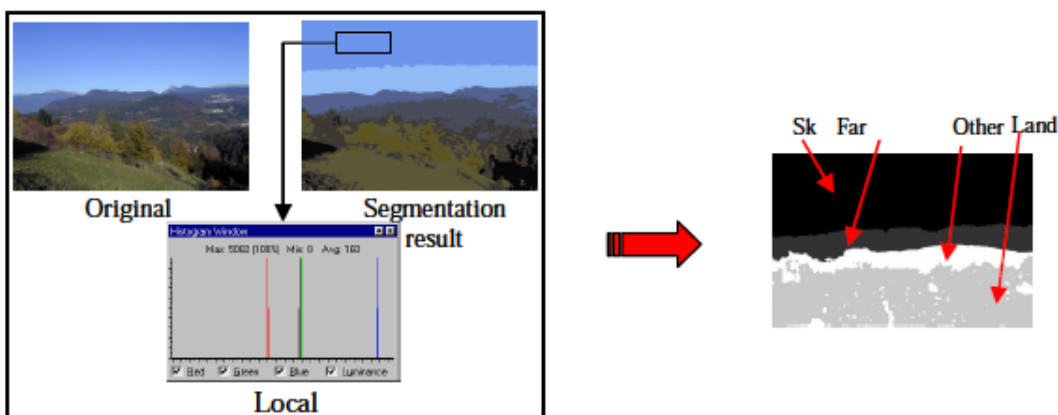 Sk Far Other Land
Original
Segmentation
result
Histogram Window
Max: 5002 [100%] Min: 0 Avg: 160
Red Green Blue Luminance
Local